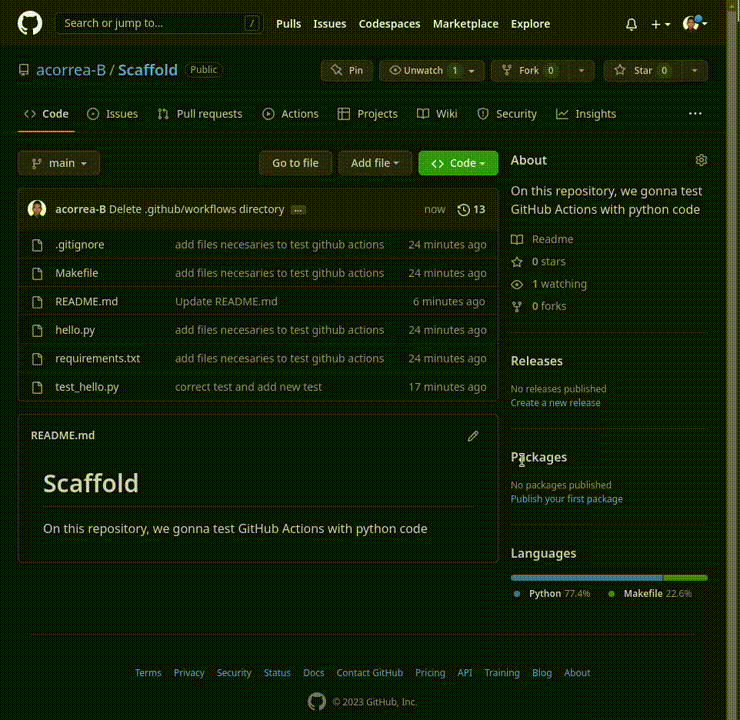 Search or jump to... /
Pulls Issues Codespaces Marketplace Explore
acorrea-B / Scaffold Public
Pin Unwatch 1 Fork 0 Star 0
Code Issues Pull requests Actions Projects Wiki Security Insights
main Go to file Add file Code
acorrea-B Delete .github/workflows directory ... now 13
.gitignore add files necesaries to test github actions 24 minutes ago
Makefile add files necesaries to test github actions 24 minutes ago
README.md Update README.md 6 minutes ago
hello.py add files necesaries to test github actions 24 minutes ago
requirements.txt add files necesaries to test github actions 24 minutes ago
test_hello.py correct test and add new test 17 minutes ago
README.md
Scaffold
On this repository, we gonna test GitHub Actions with python code
About
On this repository, we gonna test
GitHub Actions with python code
Readme
0 stars
1 watching
0 forks
Releases
No releases published
Create a new release
Packages
No packages published
Publish your first package
Languages
Python 77.4% Makefile 22.6%
Terms Privacy Security Status Docs Contact GitHub Pricing API Training Blog About
© 2023 GitHub, Inc.